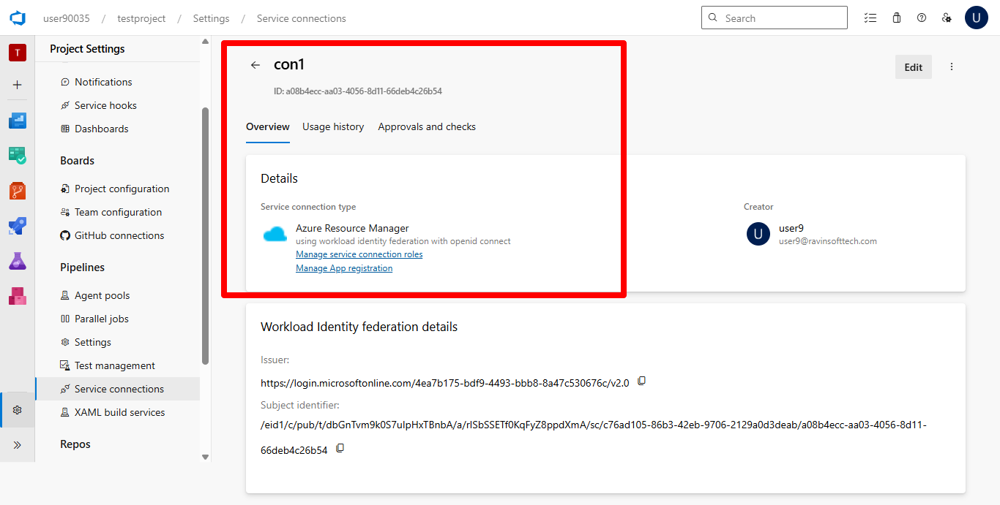 user90035 / testproject / Settings / Service connections
Search
U
T
Project Settings
Notifications
Service hooks
Dashboards
Boards
Project configuration
Team configuration
GitHub connections
Pipelines
Agent pools
Parallel jobs
Settings
Test management
Service connections
XAML build services
Repos
con1
Edit
ID: a08b4ecc-aa03-4056-8d11-66deb4c26b54
Overview Usage history Approvals and checks
Details
Service connection type
Azure Resource Manager
using workload identity federation with openid connect
Manage service connection roles
Manage App registration
Creator
U
user9
user9@ravinsofttech.com
Workload Identity federation details
Issuer:
https://login.microsoftonline.com/4ea7b175-bdf9-4493-bbb8-8a47c530676c/v2.0
Subject identifier:
/eid1/c/pub/t/dbGnTvm9k0S7ulpHxTBnbA/a/rISbSSETf0KqFyZ8ppdXmA/sc/c76ad105-86b3-42eb-9706-2129a0d3deab/a08b4ecc-aa03-4056-8d11-
66deb4c26b54